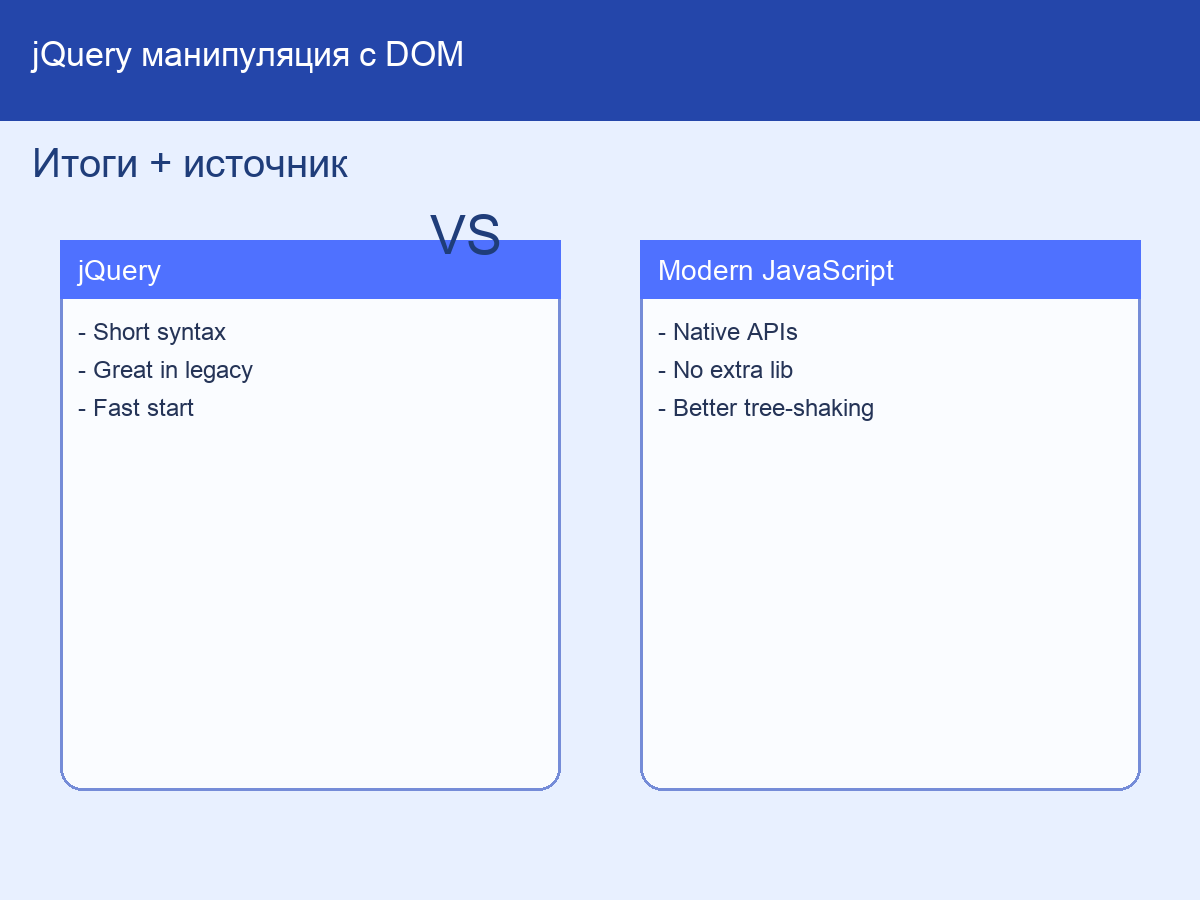 jQuery манипуляция с DOM
Итоги + источник
VS
jQuery
- Short syntax
- Great in legacy
- Fast start
Modern JavaScript
- Native APIs
- No extra lib
- Better tree-shaking